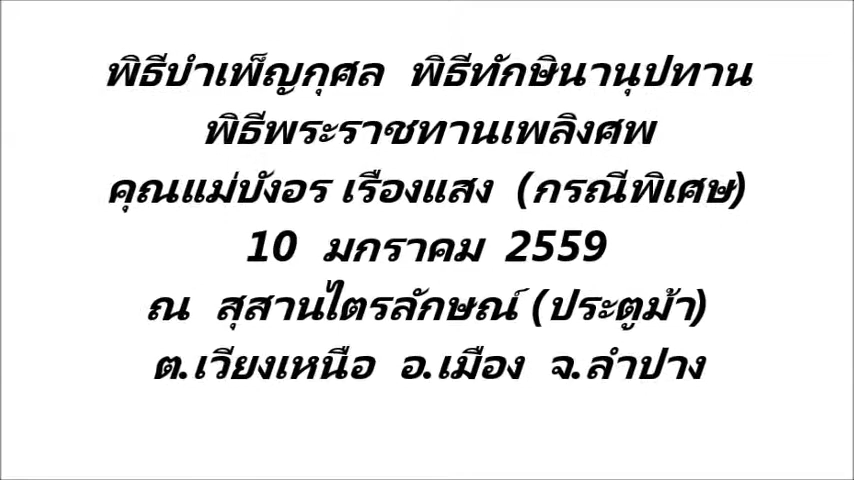 พิธีบำเพ็ญกุศล พิธีทักษินานุปทาน
พิธีพระราชทานเพลิงศพ
คุณแม่บังอร เรืองแสง (กรณีพิเศษ)
10 มกราคม 2559
ณ สุสานไตรลักษณ์ (ประตูม้า)
ต.เวียงเหนือ อ.เมือง จ.ลำปาง